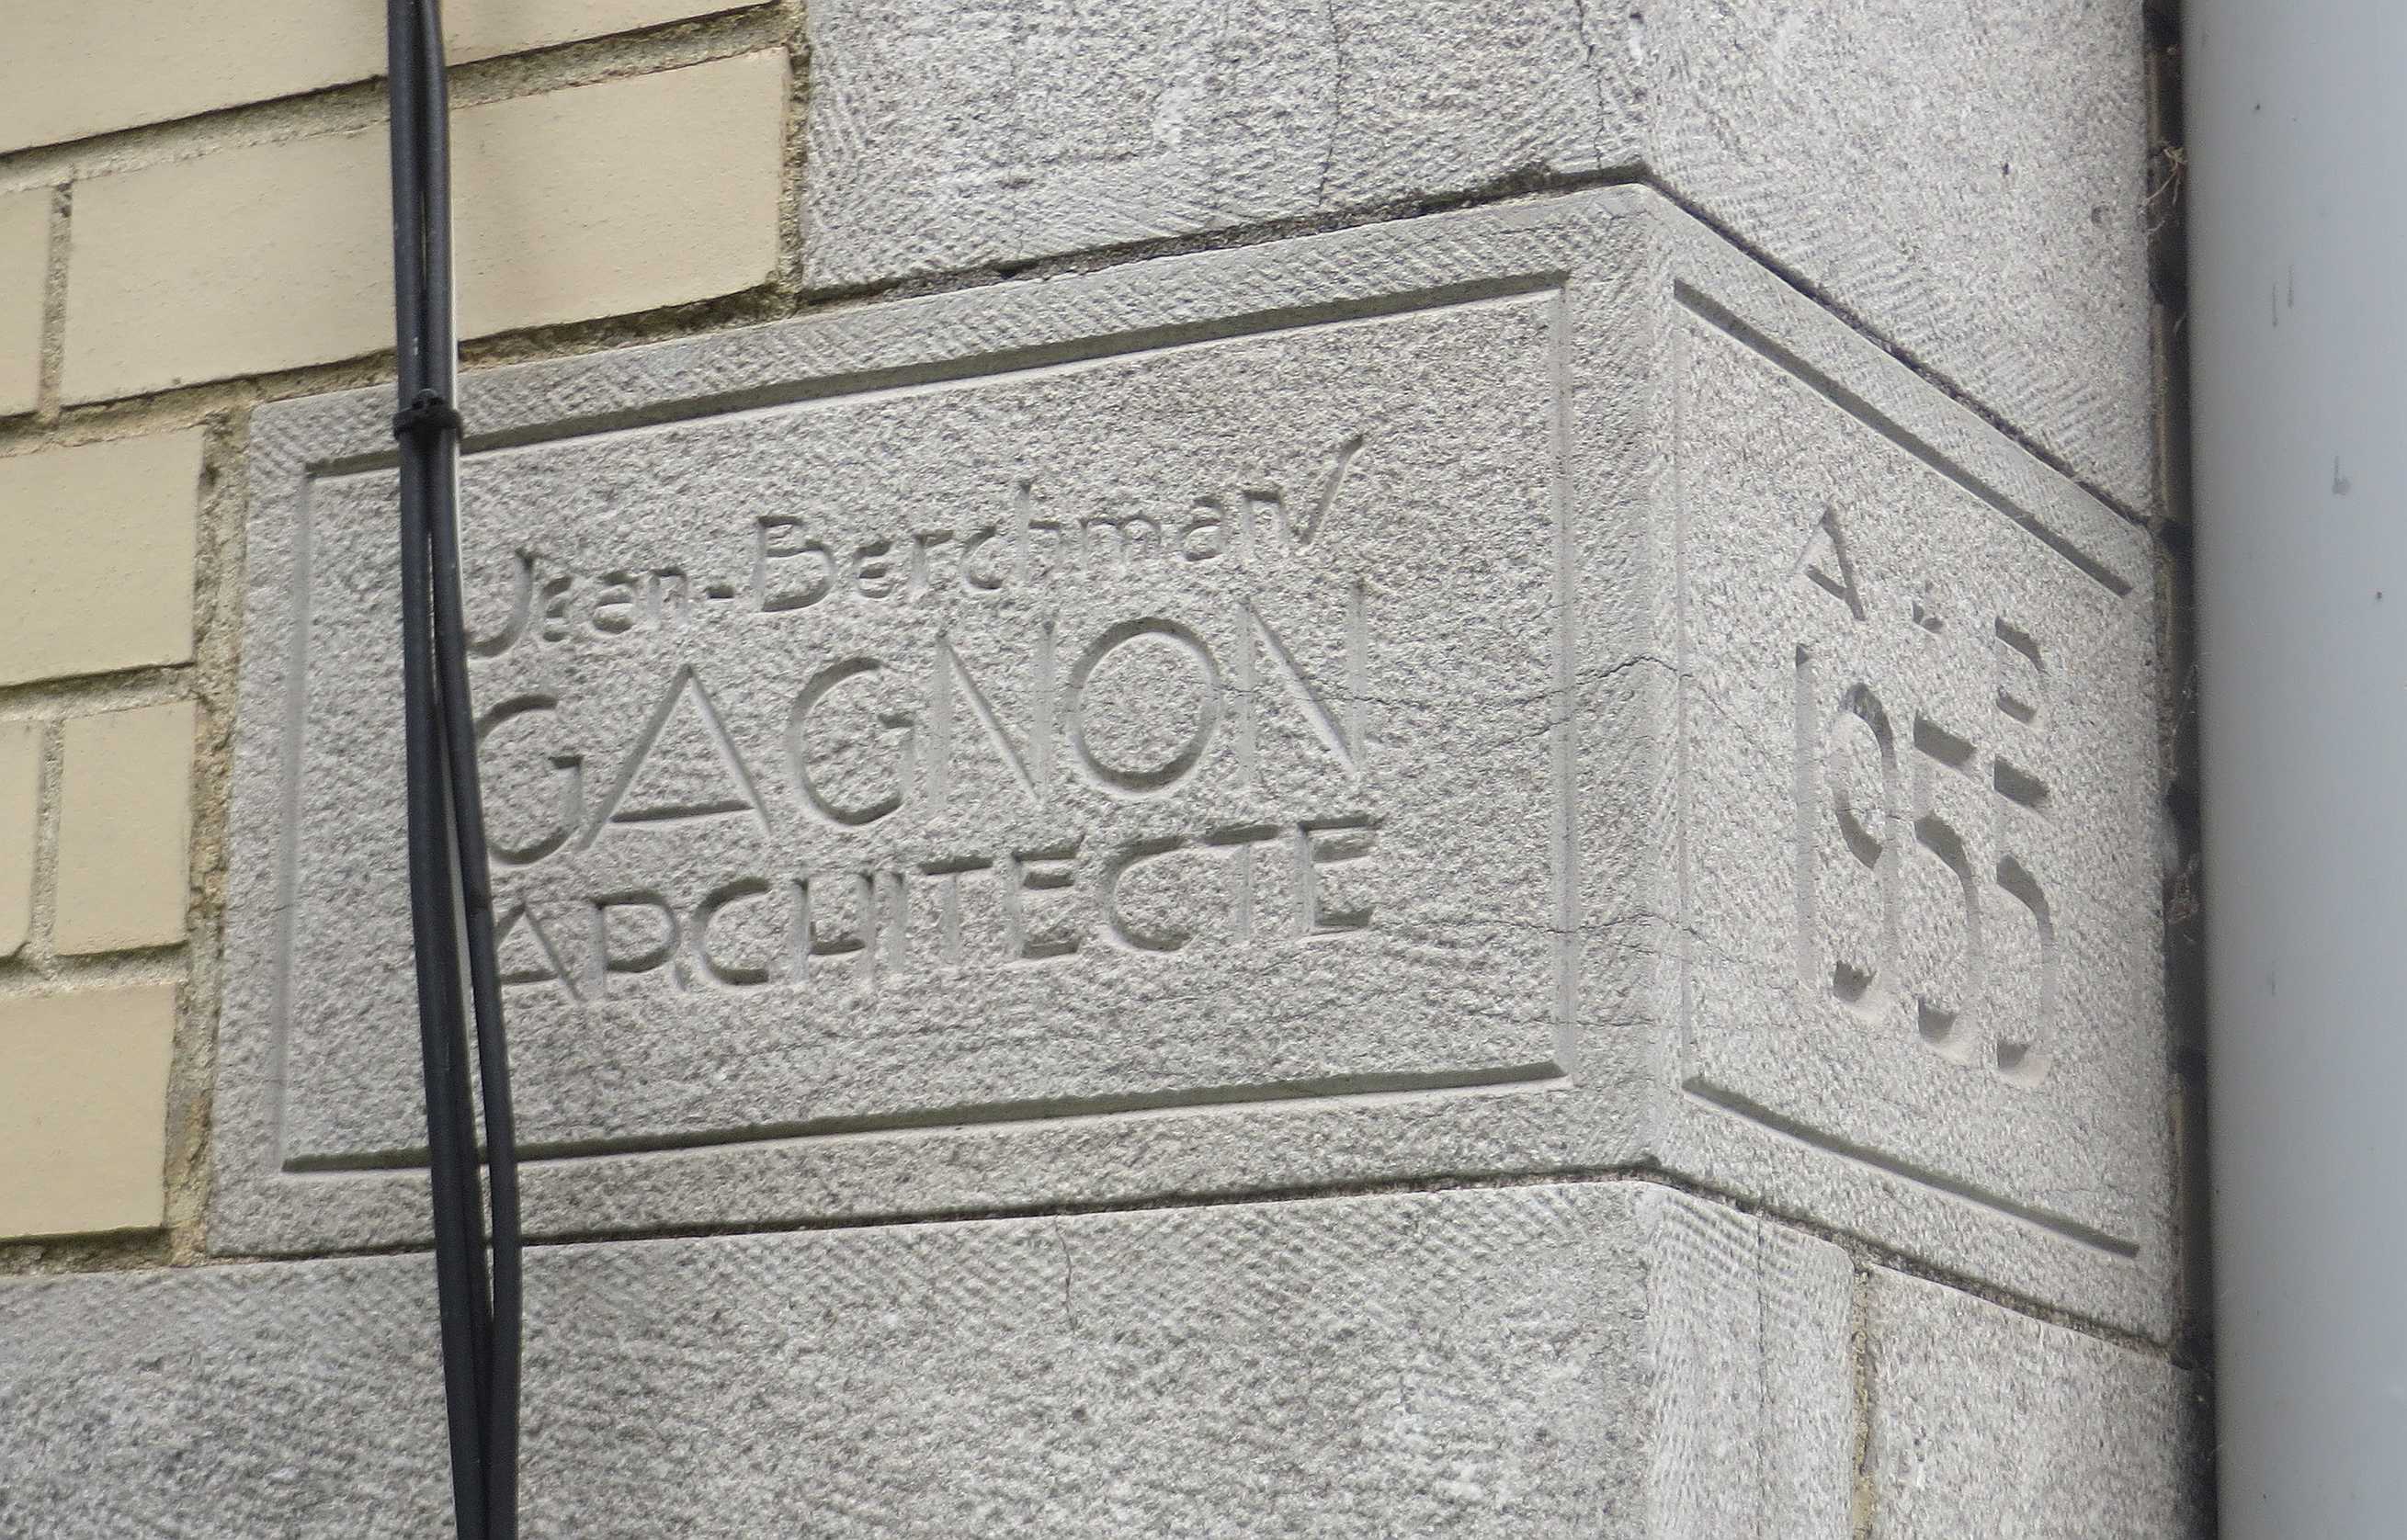 Jean-Berchmans
GAGNON
ARCHITECTE
A.D
1955